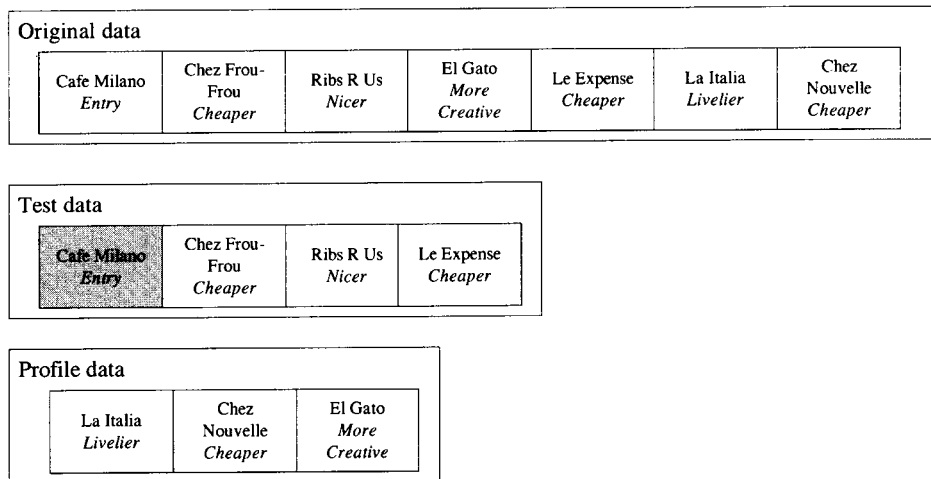 Original data
Cafe Milano
Entry
Chez Frou-
Frou
Cheaper
Ribs R Us
Nicer
El Gato
More
Creative
Le Expense
Cheaper
La Italia
Livelier
Chez
Nouvelle
Cheaper
Test data
Cafe Milano
Entry
Chez Frou-
Frou
Cheaper
Ribs R Us
Nicer
Le Expense
Cheaper
Profile data
La Italia
Livelier
Chez
Nouvelle
Cheaper
El Gato
More
Creative